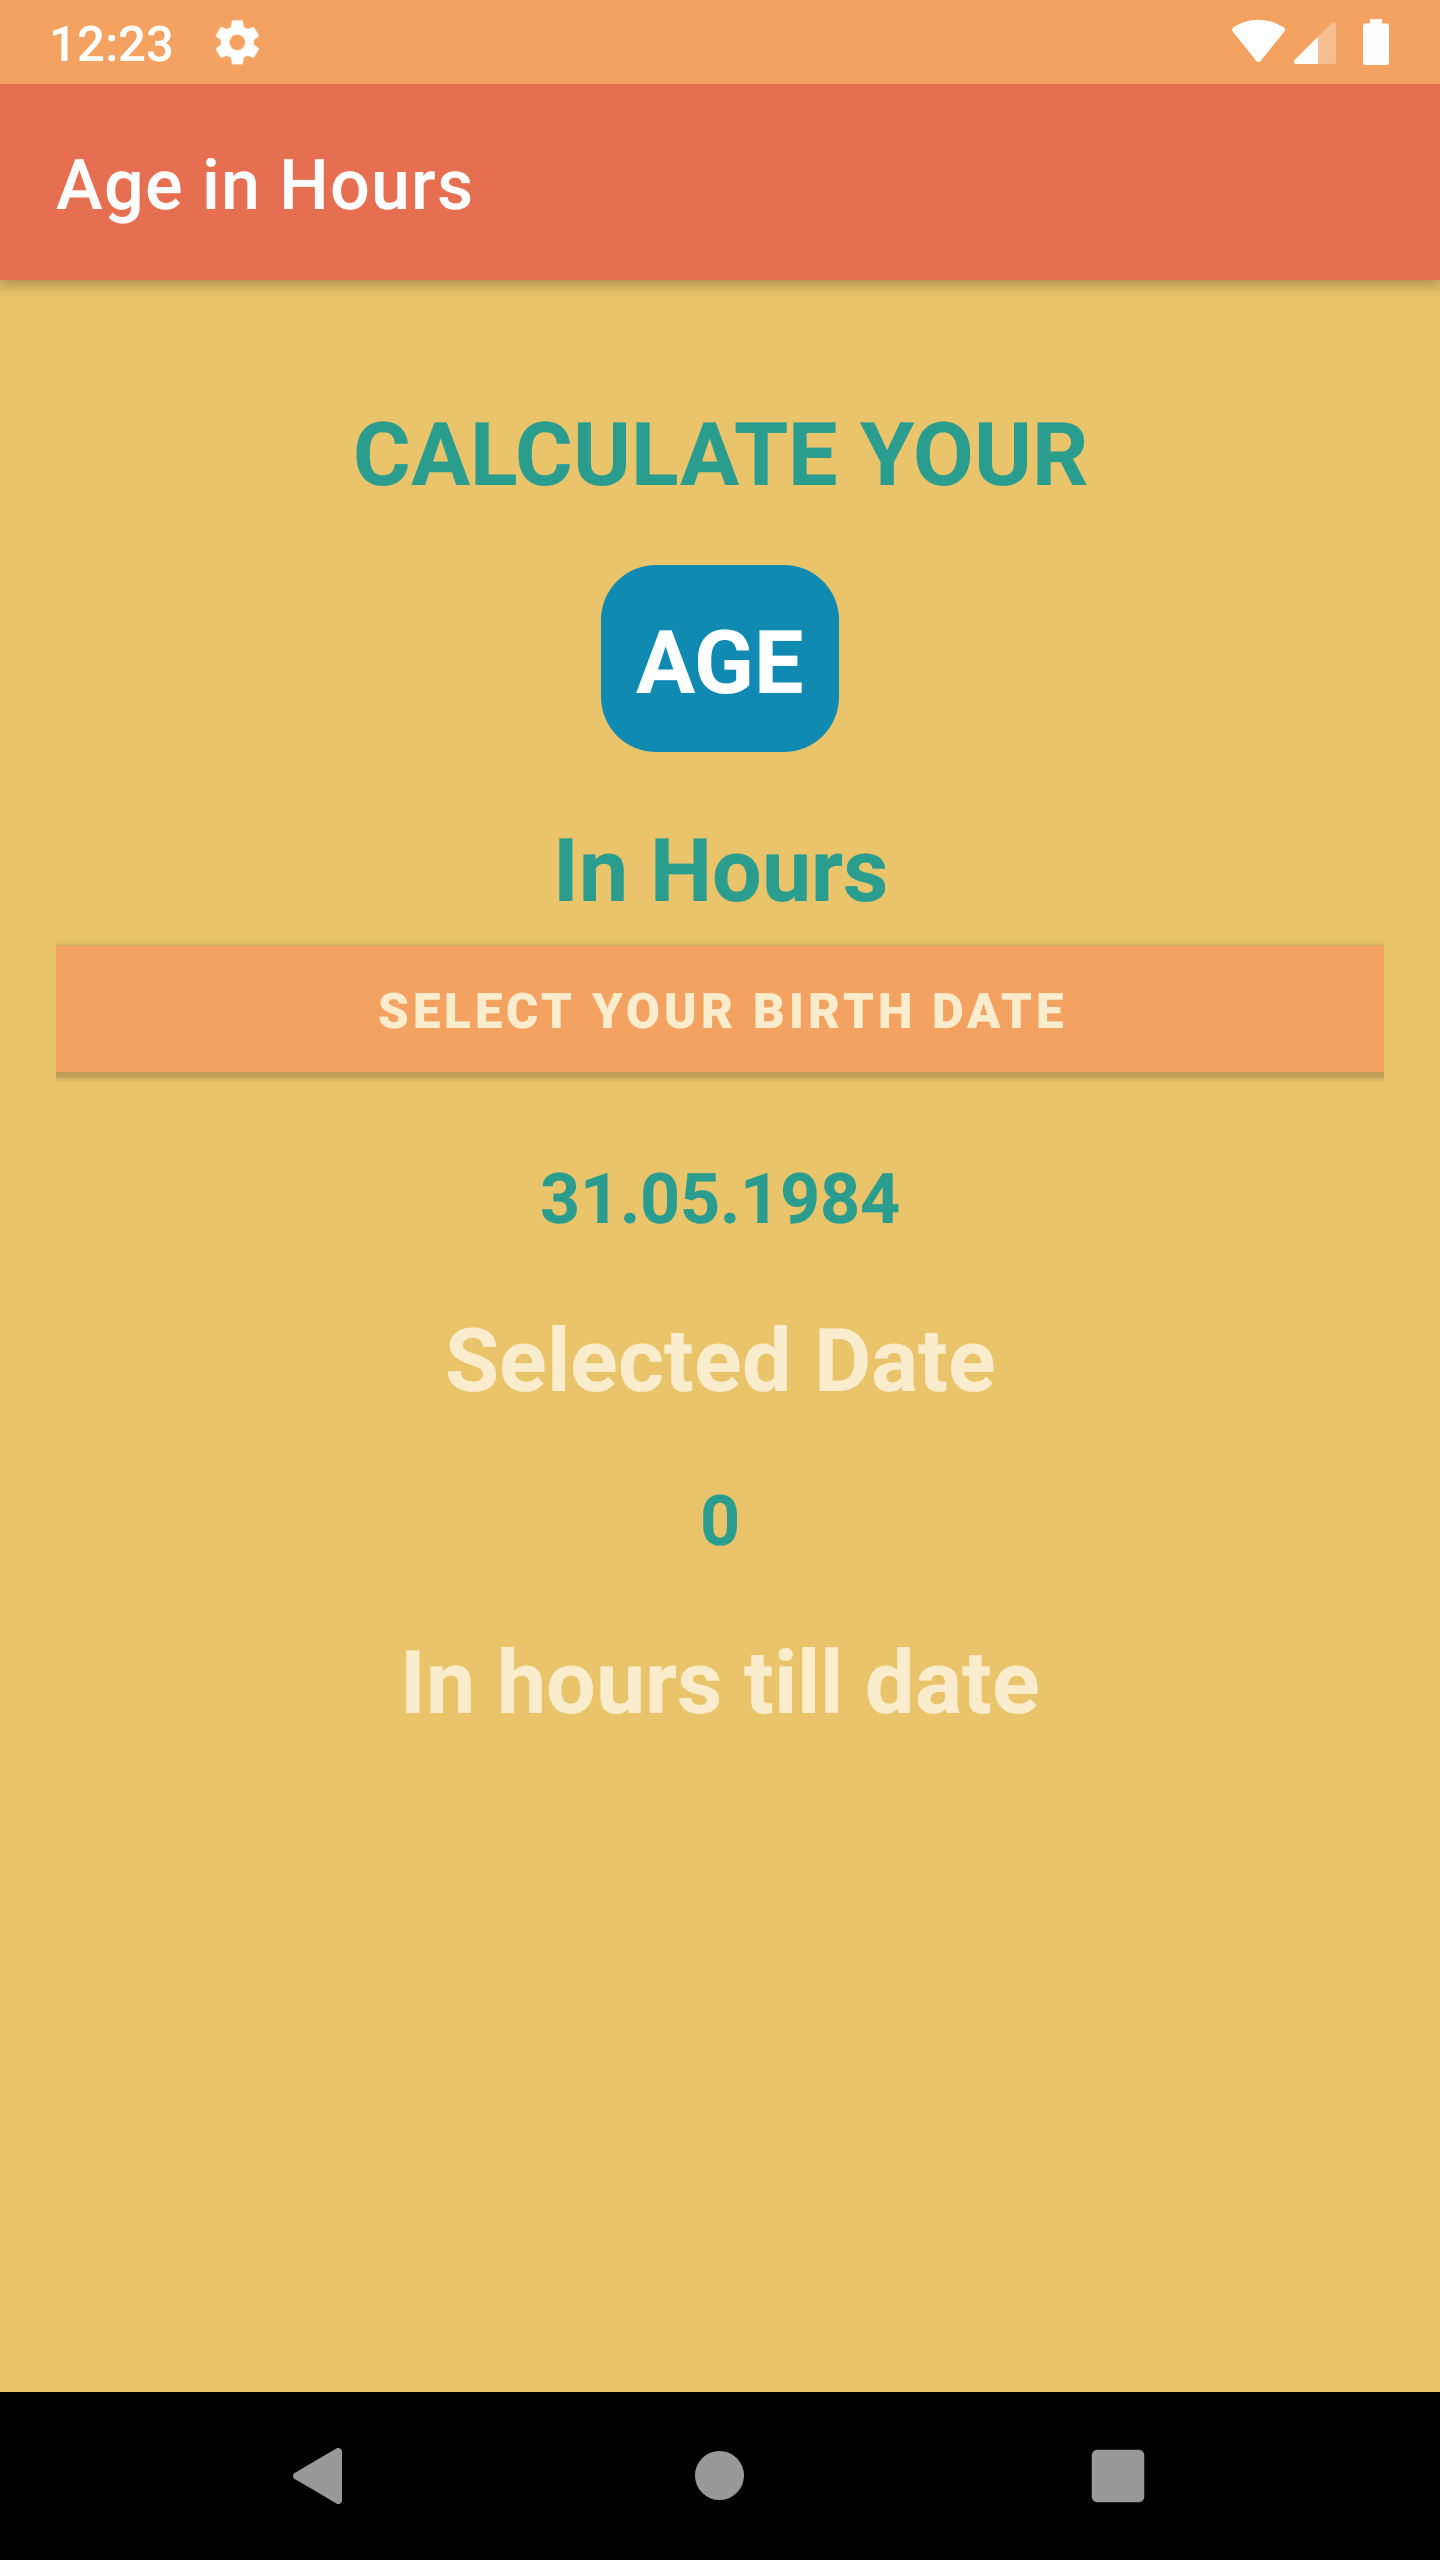 12:23
Age in Hours
CALCULATE YOUR
AGE
In Hours
SELECT YOUR BIRTH DATE
31.05.1984
Selected Date
0
In hours till date